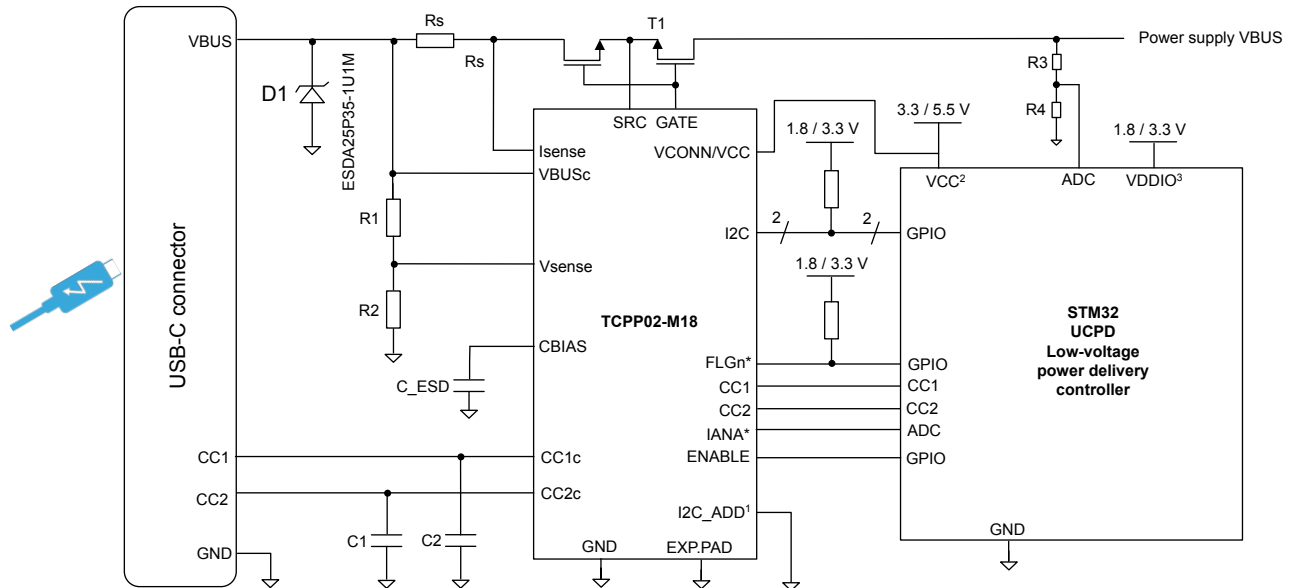 Rs
T1
VBUS
Power supply VBUS
Rs
R3
D1
ESDA25P35-1U1M
R4
3.3 / 5.5 V
SRC
GATE
1.8 / 3.3 V
1.8 / 3.3 V
Isense
VCONN/VCC
VBUSc
VCC²
ADC
VDDIO³
R1
2
2
I2C
GPIO
Vsense
1.8 / 3.3 V
R2
TCPP02-M18
STM32
UCPD
Low-voltage
power delivery
controller
USB-C connector
CBIAS
FLGn*
GPIO
C_ESD
CC1
CC1
CC2
CC2
IANA*
ADC
CC1
CC1c
ENABLE
GPIO
CC2
CC2c
I2C_ADD¹
C1
C2
GND
GND
EXP.PAD
GND